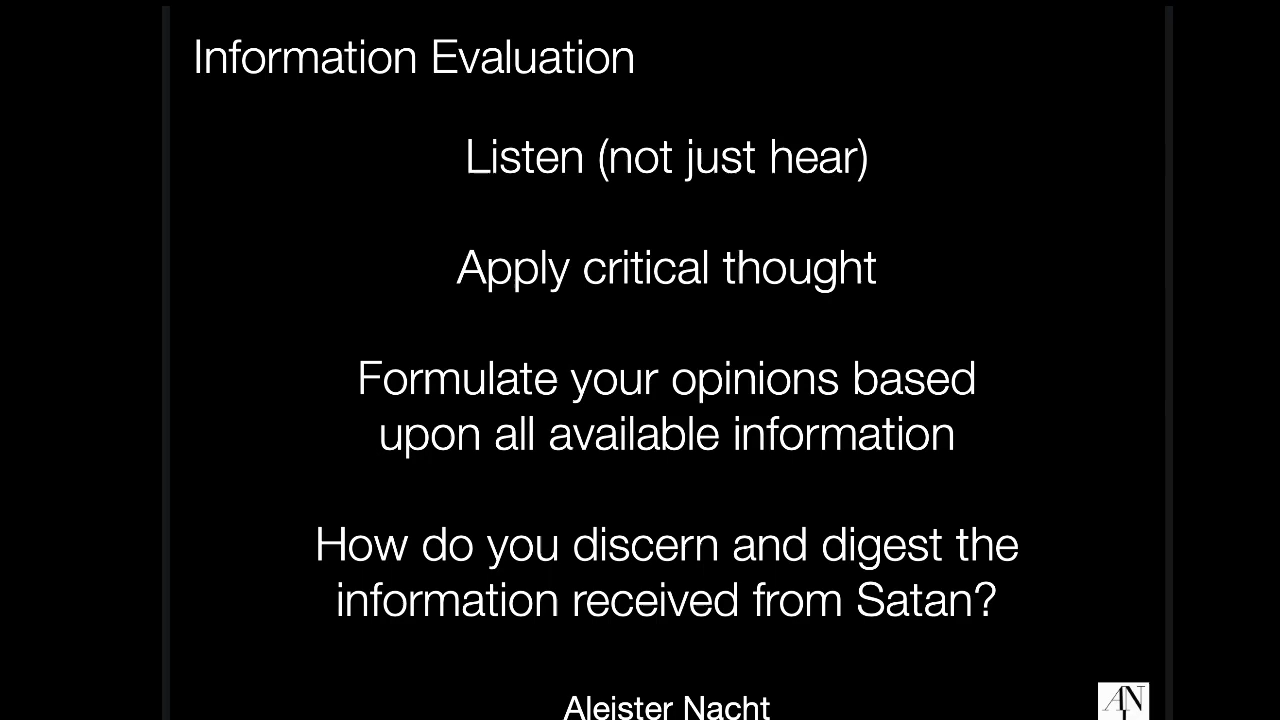 Information Evaluation
Listen (not just hear)
Apply critical thought
Formulate your opinions based
upon all available information
How do you discern and digest the
information received from Satan?
Aleister Nacht
AN